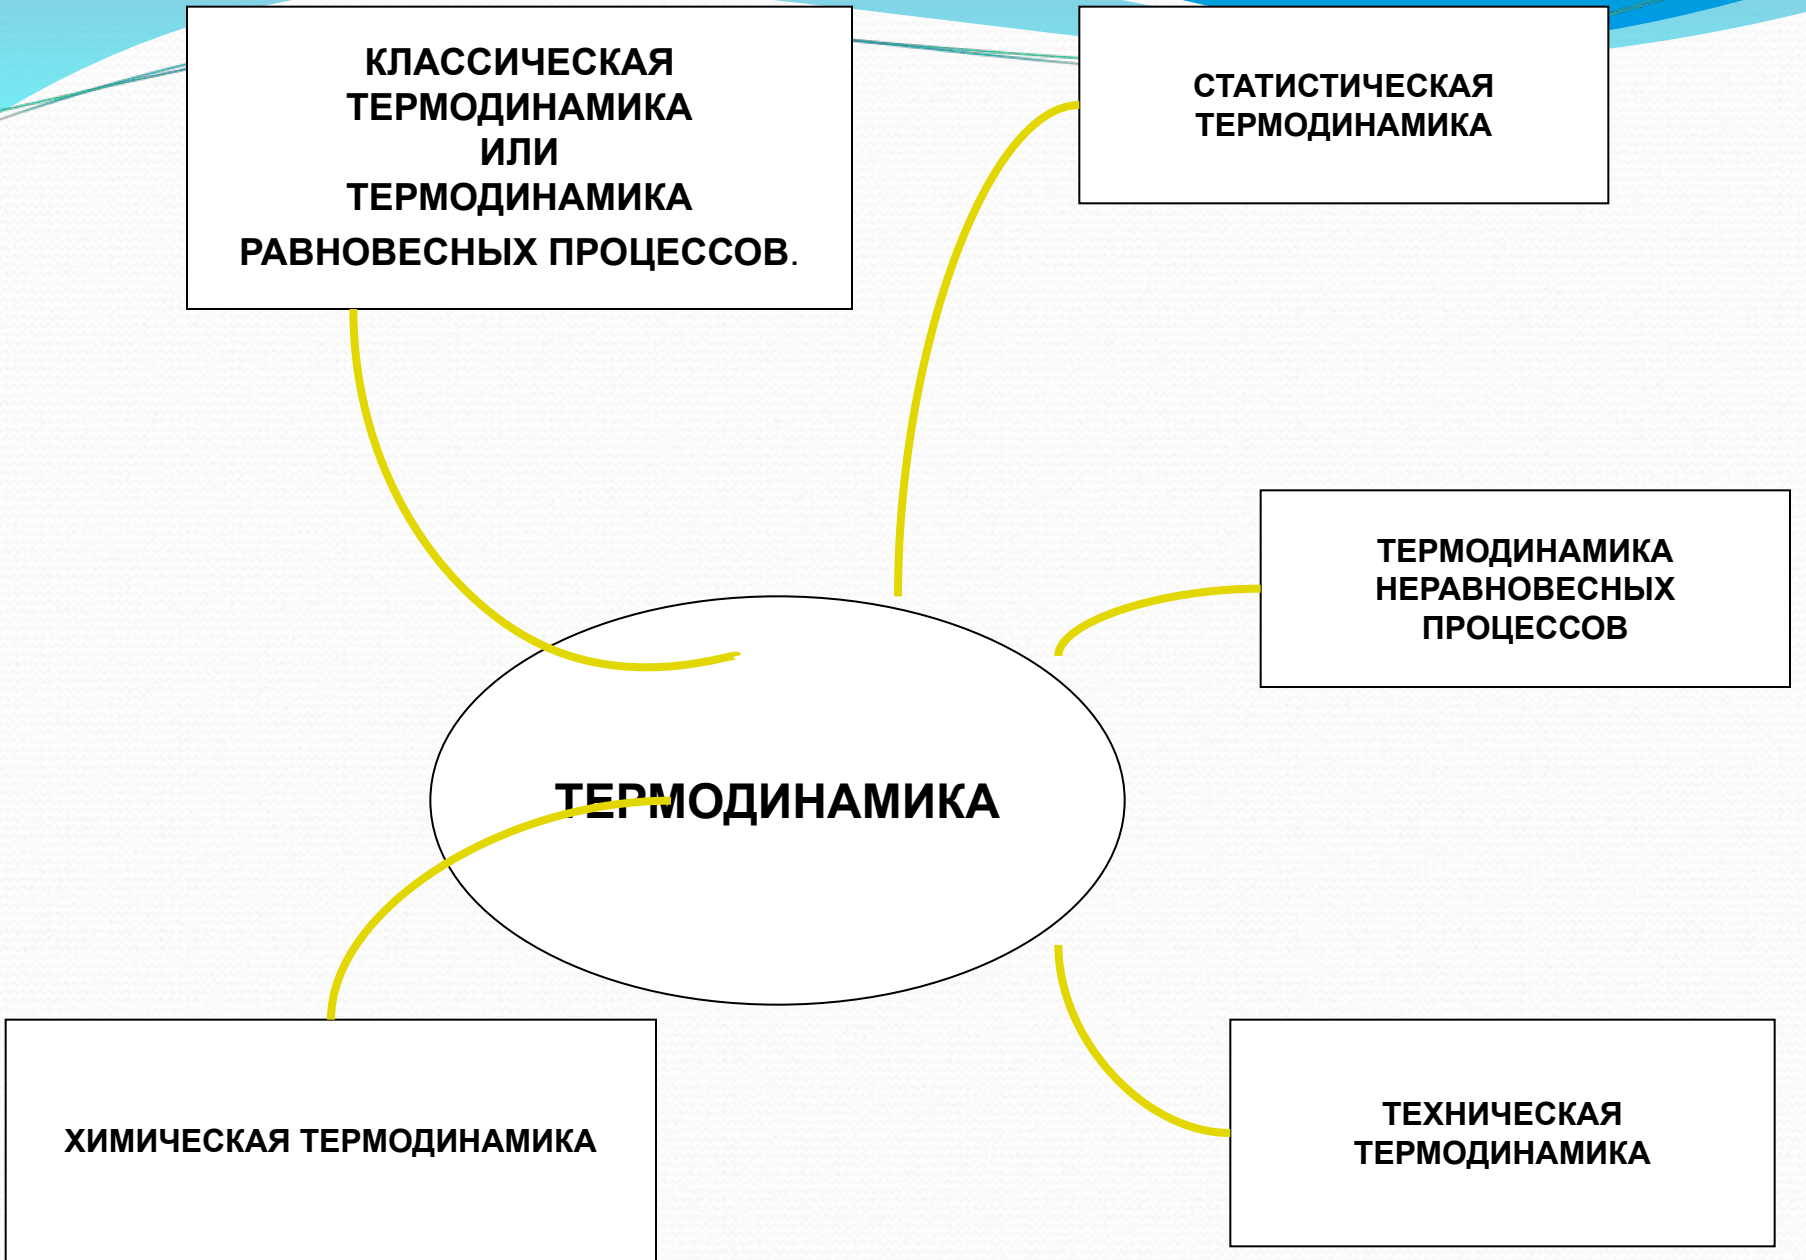 КЛАССИЧЕСКАЯ
ТЕРМОДИНАМИКА
ИЛИ
ТЕРМОДИНАМИКА
РАВНОВЕСНЫХ ПРОЦЕССОВ.
СТАТИСТИЧЕСКАЯ
ТЕРМОДИНАМИКА
ТЕРМОДИНАМИКА
НЕРАВНОВЕСНЫХ
ПРОЦЕССОВ
ТЕРМОДИНАМИКА
ХИМИЧЕСКАЯ ТЕРМОДИНАМИКА
ТЕХНИЧЕСКАЯ
ТЕРМОДИНАМИКА